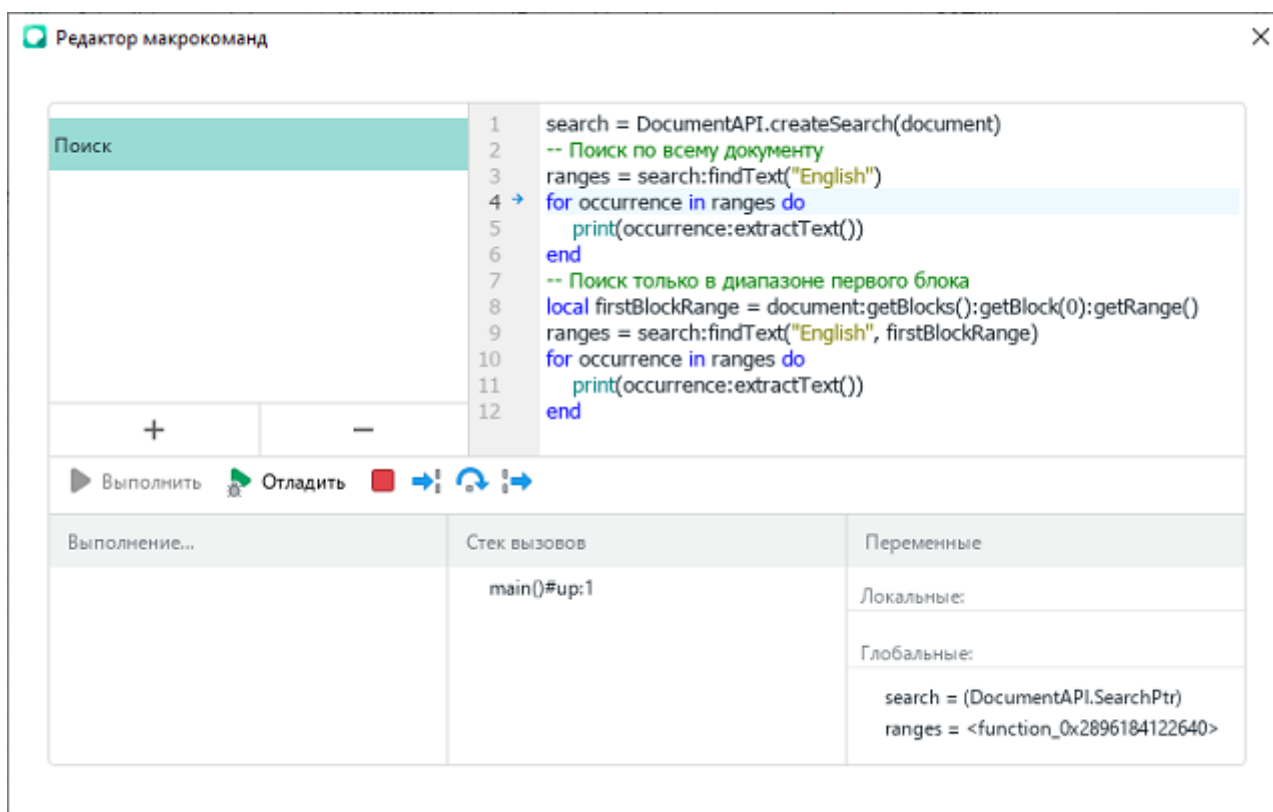 Редактор макрокоманд
Поиск
1 search = DocumentAPI.createSearch(document)
2 -- Поиск по всему документу
3 ranges = search:findText("English")
4 for occurrence in ranges do
5 print(occurrence:extractText())
6 end
7 -- Поиск только в диапазоне первого блока
8 local firstBlockRange = document:getBlocks():getBlock(0):getRange()
9 ranges = search:findText("English", firstBlockRange)
10 for occurrence in ranges do
11 print(occurrence:extractText())
12 end
Выполнить Отладить
Выполнение...
Стек вызовов
main()#up:1
Переменные
Локальные:
Глобальные:
search = (DocumentAPI.SearchPtr)
ranges = <function_0x2896184122640>